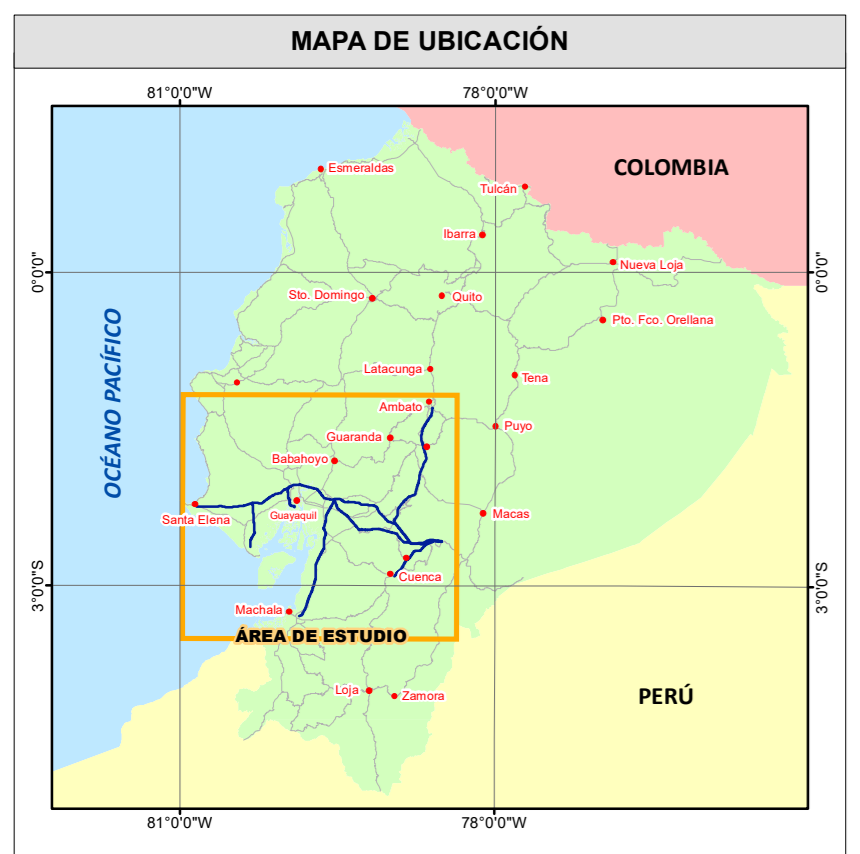 MAPA DE UBICACIÓN
81°0'0"W
78°0'0"W
Esmeraldas
COLOMBIA
Tulcán
Ibarra
Nueva Loja
0°0'0"
0°0'0"
Sto. Domingo
Quito
Pto. Fco. Orellana
OCÉANO PACÍFICO
Latacunga
Tena
Ambato
Puyo
Guaranda
Babahoyo
Santa Elena
Guayaquil
Macas
Cuenca
3°0'0"S
3°0'0"S
Machala
ÁREA DE ESTUDIO
Loja
Zamora
PERÚ
81°0'0"W
78°0'0"W